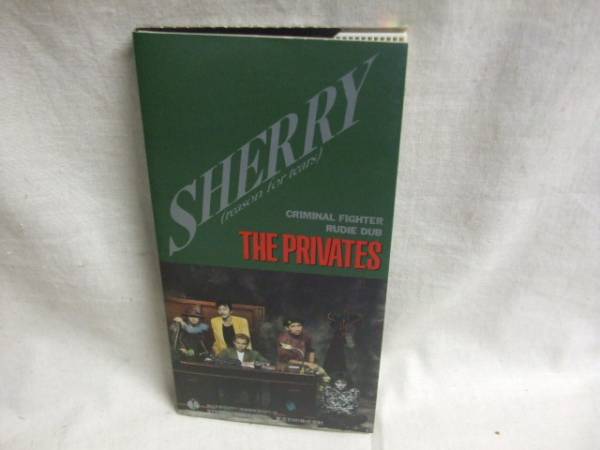 SHERRY
(reason for tears)
CRIMINAL FIGHTER
RUDIE DUB
THE PRIVATES